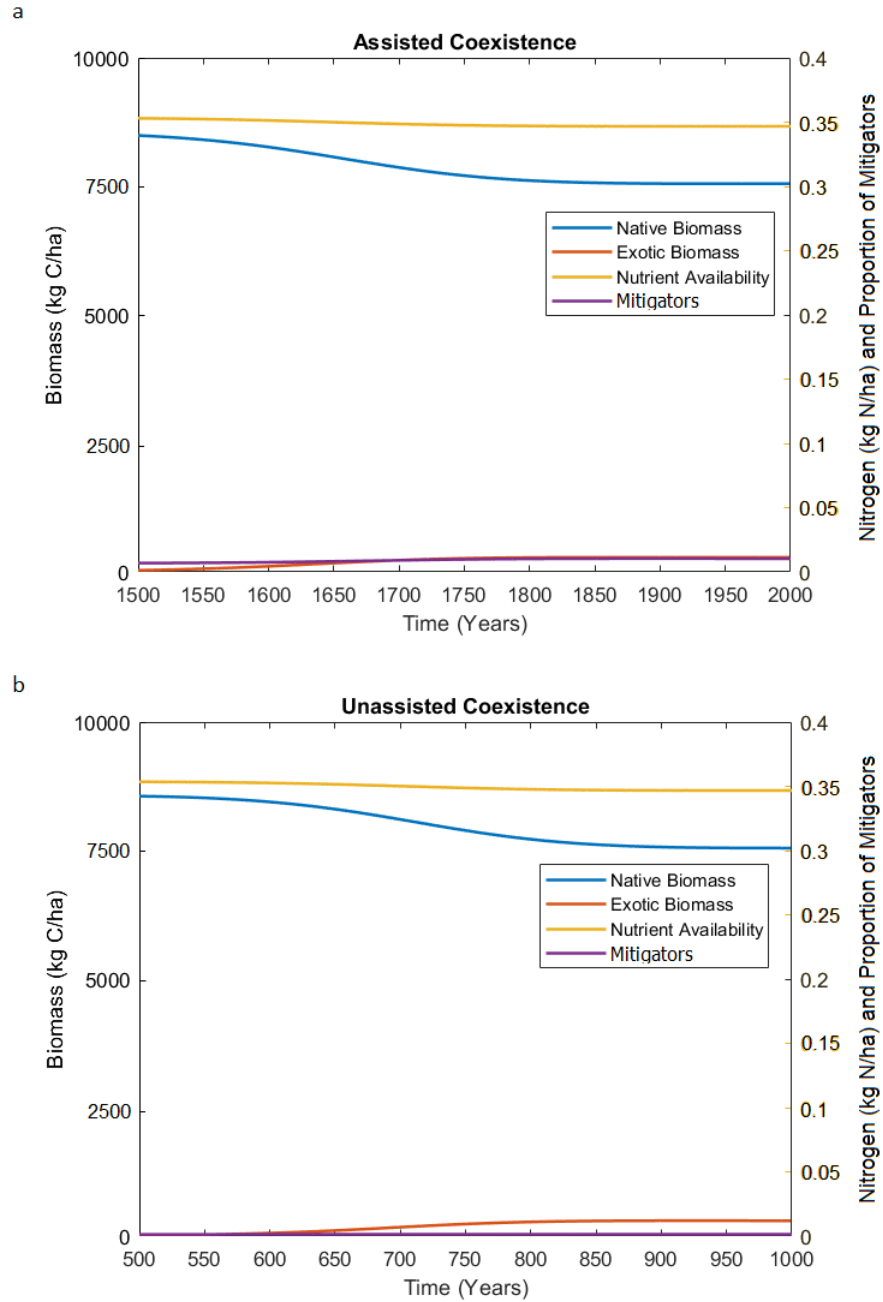 a
Assisted Coexistence
10000
7500
5000
2500
0
Biomass (kg C/ha)
0.4
0.35
0.3
0.25
0.2
0.15
0.1
0.05
0
Nitrogen (kg N/ha) and Proportion of Mitigators
Native Biomass
Exotic Biomass
Nutrient Availability
Mitigators
1500 1550 1600 1650 1700 1750 1800 1850 1900 1950 2000
Time (Years)
b
Unassisted Coexistence
10000
7500
5000
2500
0
Biomass (kg C/ha)
0.4
0.35
0.3
0.25
0.2
0.15
0.1
0.05
0
Nitrogen (kg N/ha) and Proportion of Mitigators
Native Biomass
Exotic Biomass
Nutrient Availability
Mitigators
500 550 600 650 700 750 800 850 900 950 1000
Time (Years)